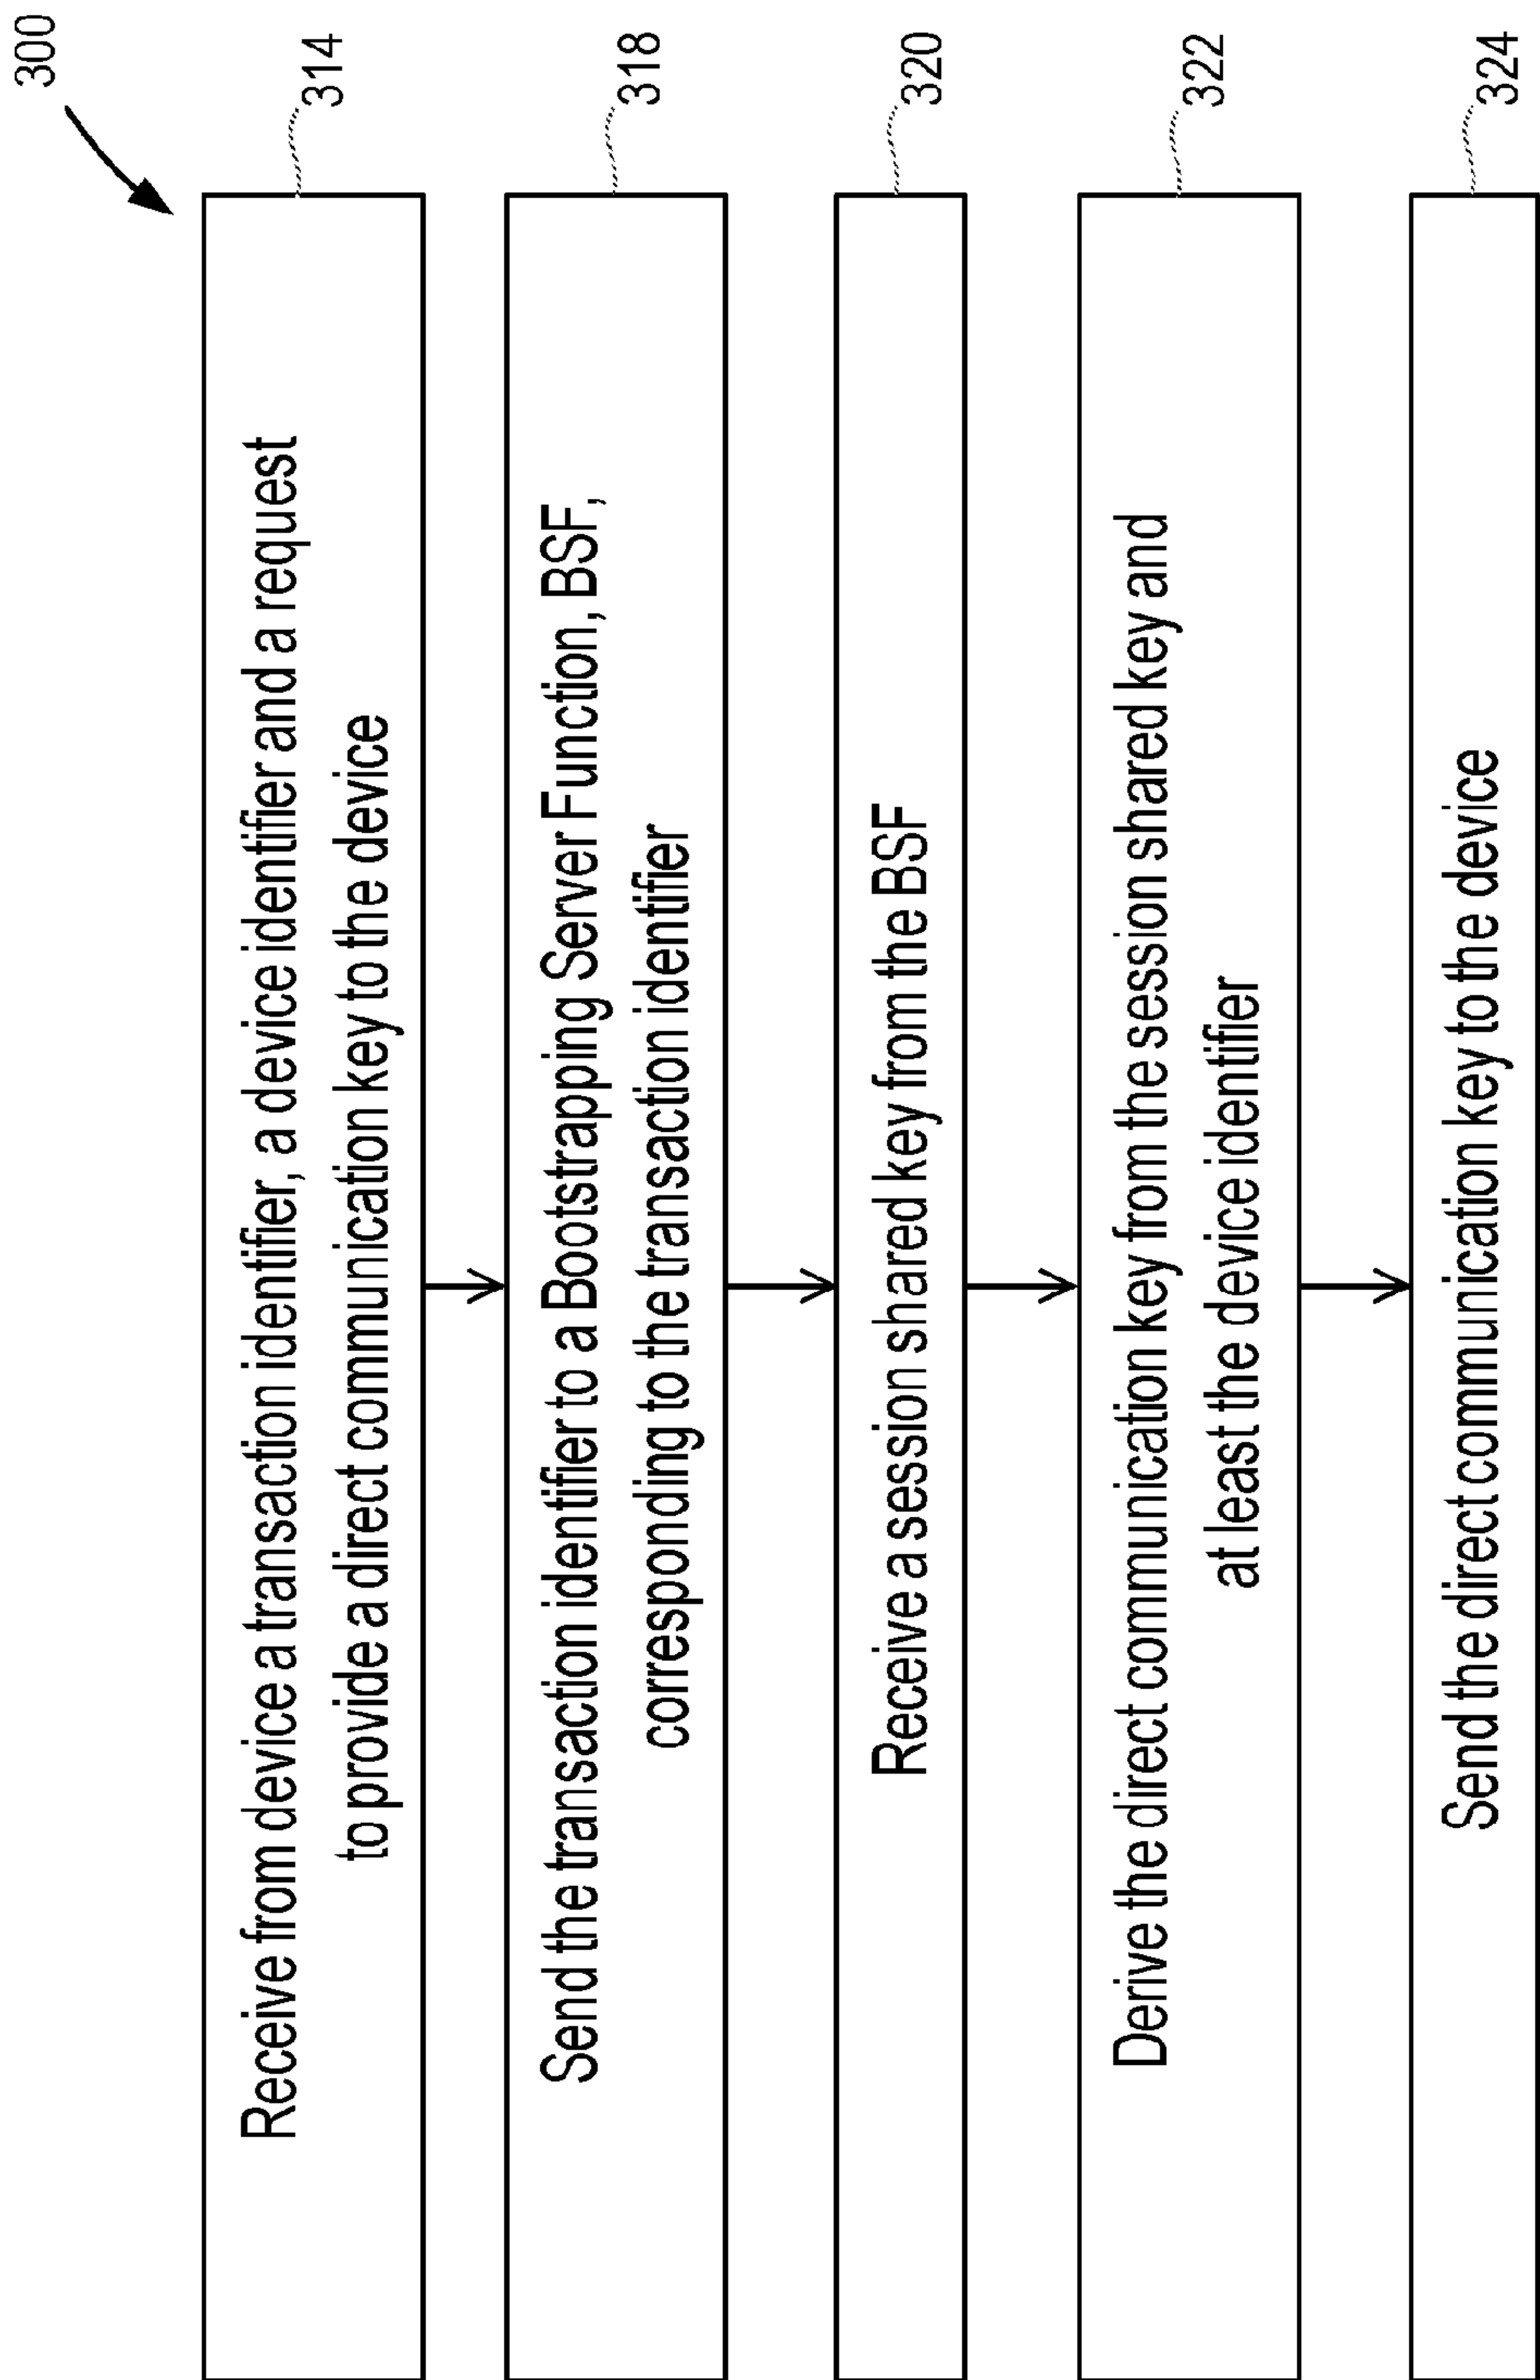 300
Receive from device a transaction identifier, a device identifier and a request
to provide a direct communication key to the device
314
Send the transaction identifier to a Bootstrapping Server Function, BSF,
corresponding to the transaction identifier
318
Receive a session shared key from the BSF
320
Derive the direct communication key from the session shared key and
at least the device identifier
322
Send the direct communication key to the device
324